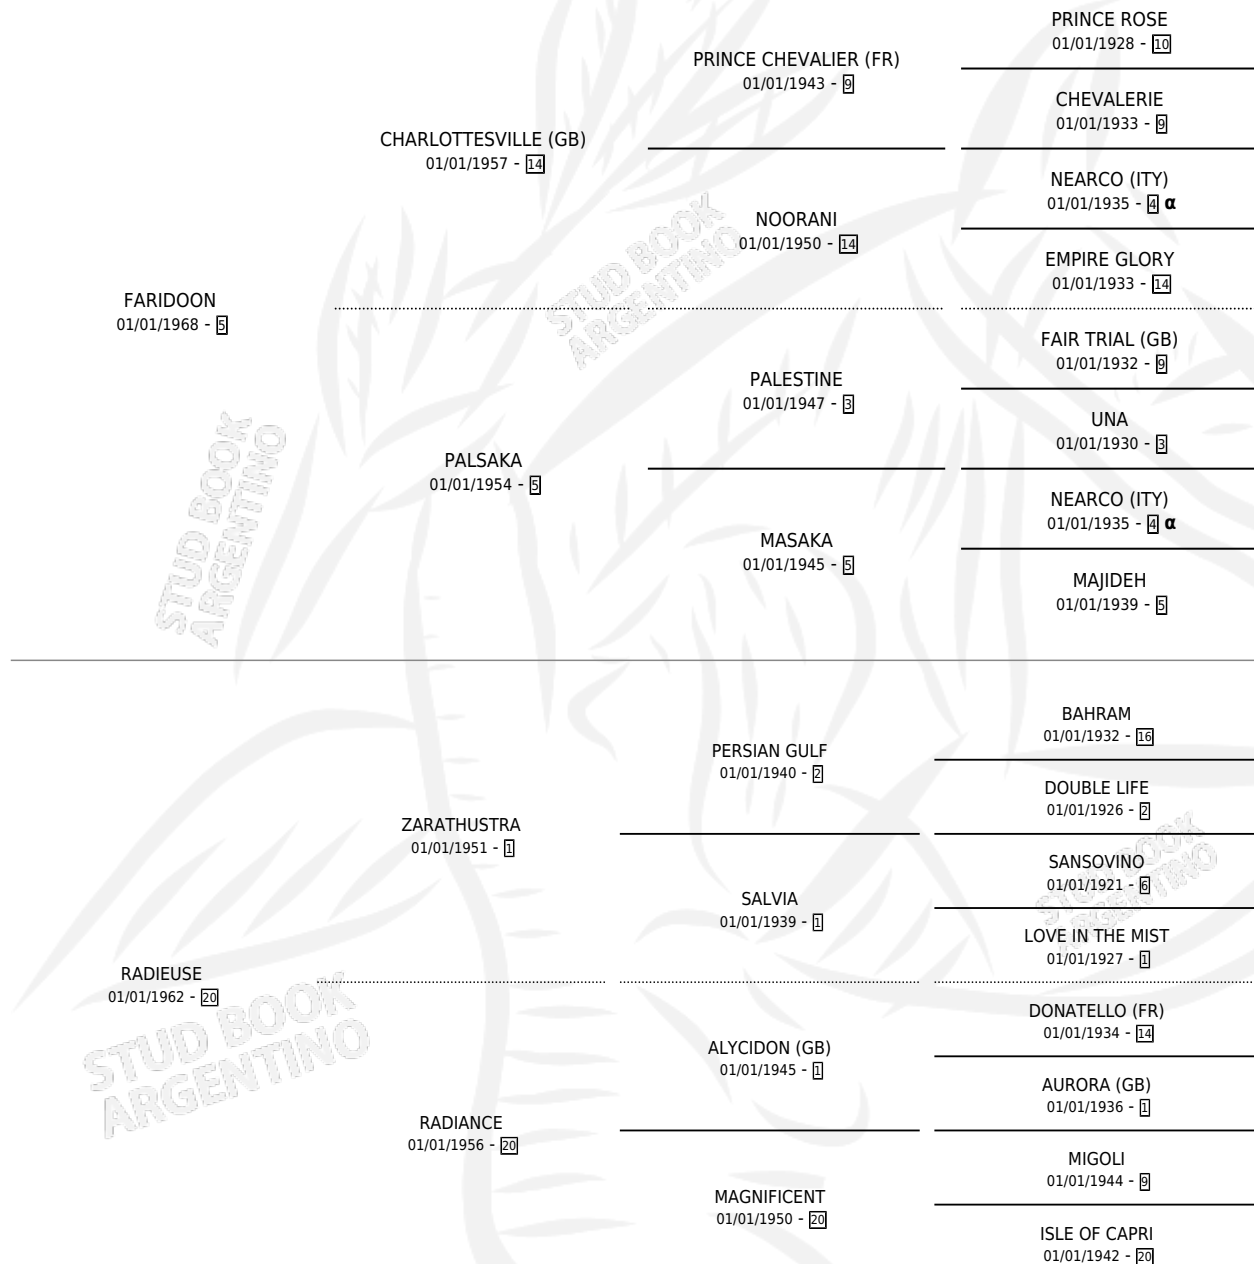 PRINCE ROSE
01/01/1928 - 10
PRINCE CHEVALIER (FR)
01/01/1943 - 9
CHEVALERIE
01/01/1933 - 9
CHARLOTTESVILLE (GB)
01/01/1957 - 14
NEARCO (ITY)
01/01/1935 - 4 α
NOORANI
01/01/1950 - 14
EMPIRE GLORY
01/01/1933 - 14
STUD BOOK
ARGENTINO
FARIDOON
01/01/1968 - 5
FAIR TRIAL (GB)
01/01/1932 - 9
PALESTINE
01/01/1947 - 3
UNA
01/01/1930 - 3
PALSAKA
01/01/1954 - 5
NEARCO (ITY)
01/01/1935 - 4 α
MASAKA
01/01/1945 - 5
MAJIDEH
01/01/1939 - 5
STUD BOOK
ARGENTINO
BAHRAM
01/01/1932 - 16
PERSIAN GULF
01/01/1940 - 2
DOUBLE LIFE
01/01/1926 - 2
ZARATHUSTRA
01/01/1951 - 1
SANSOVINO
01/01/1921 - 6
SALVIA
01/01/1939 - 1
LOVE IN THE MIST
01/01/1927 - 1
STUD BOOK
ARGENTINO
RADIEUSE
01/01/1962 - 20
DONATELLO (FR)
01/01/1934 - 14
ALYCIDON (GB)
01/01/1945 - 1
AURORA (GB)
01/01/1936 - 1
RADIANCE
01/01/1956 - 20
MIGOLI
01/01/1944 - 9
MAGNIFICENT
01/01/1950 - 20
ISLE OF CAPRI
01/01/1942 - 20
STUD BOOK
ARGENTINO